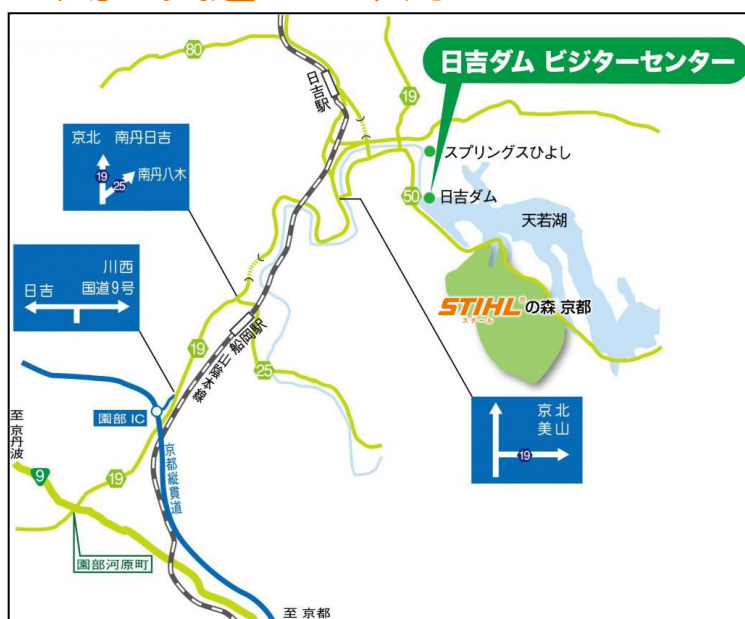 80
日吉駅
19
日吉ダム ビジターセンター
京北 南丹日吉
19
25
南丹八木
スプリングスひよし
50
日吉ダム
天若湖
川西
日吉 国道9号
STIHL®の森 京都
スチール
船岡駅
山陰本線
19
25
園部 IC
至 京丹波
京北
美山
19
9
19
京都縦貫道
園部河原町
至 京都